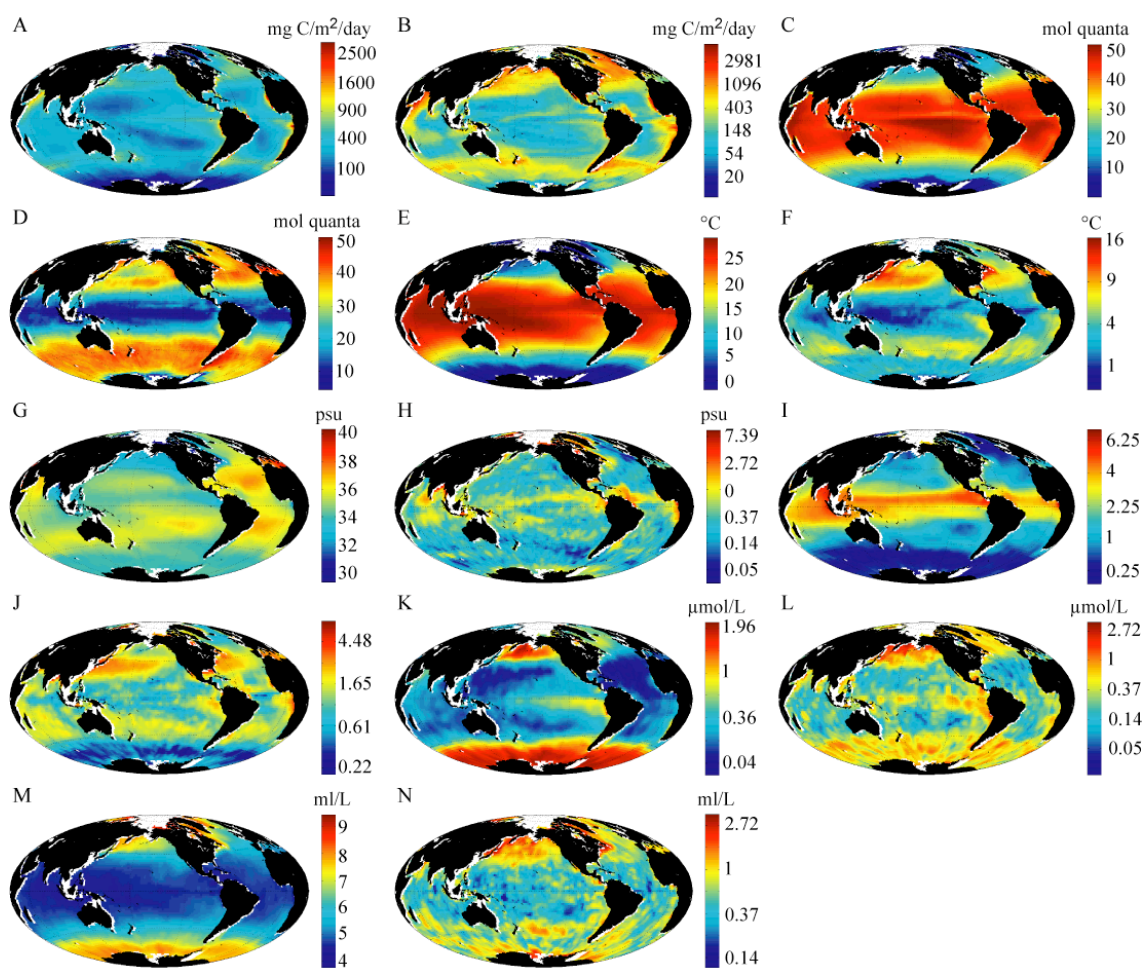 A
mg C/m²/day
2500
1600
900
400
100
B
mg C/m²/day
2981
1096
403
148
54
20
C
mol quanta
50
40
30
20
10
D
mol quanta
50
40
30
20
10
E
°C
25
20
15
10
5
0
F
°C
16
9
4
1
G
psu
40
38
36
34
32
30
H
psu
7.39
2.72
0
0.37
0.14
0.05
I
6.25
4
2.25
1
0.25
J
4.48
1.65
0.61
0.22
K
µmol/L
1.96
1
0.36
0.04
L
µmol/L
2.72
1
0.37
0.14
0.05
M
ml/L
9
8
7
6
5
4
N
ml/L
2.72
1
0.37
0.14